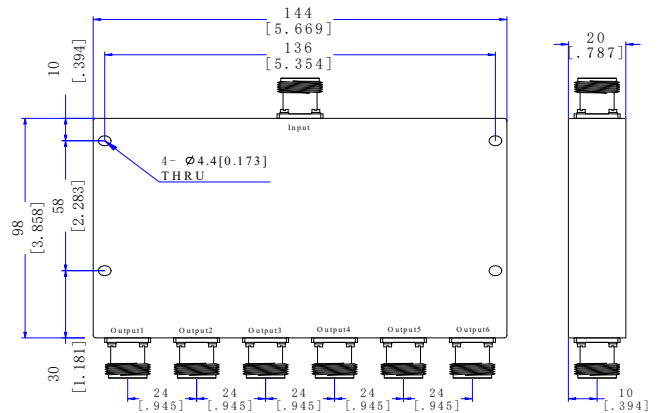 144
[5.669]
136
[5.354]
20
[.787]
10
[.394]
Input
4- Ø4.4[0.173]
THRU
58
[2.283]
98
[3.858]
30
[1.181]
Output1 Output2 Output3 Output4 Output5 Output6
24 24 24 24 24
[.945] [.945] [.945] [.945] [.945]
10
[.394]